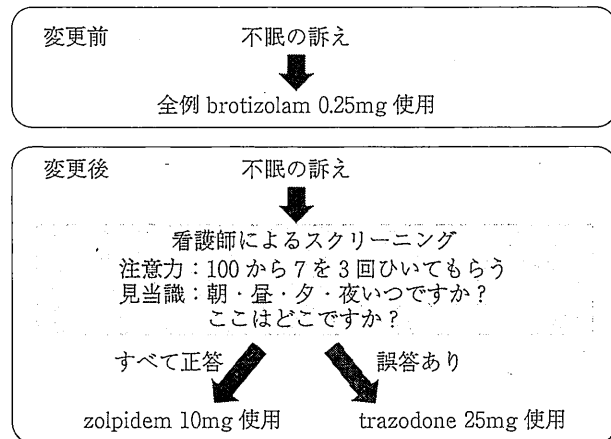 変更前 不眠の訴え
全例 brotizolam 0.25mg 使用
変更後 不眠の訴え
看護師によるスクリーニング
注意力：100から7を3回ひいてもらう
見当識：朝・昼・夕・夜いつですか？
ここはどこですか？
すべて正答 誤答あり
zolpidem 10mg 使用 trazodone 25mg 使用